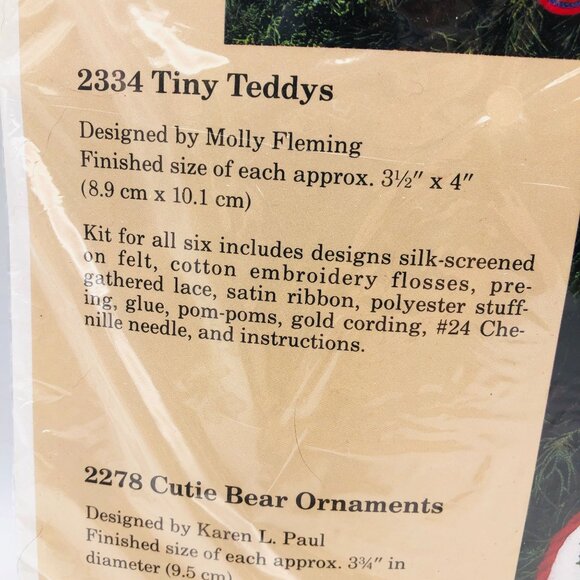 2334 Tiny Teddys
Designed by Molly Fleming
Finished size of each approx. 3½" x 4"
(8.9 cm x 10.1 cm)
Kit for all six includes designs silk-screened
on felt, cotton embroidery flosses, pre-
gathered lace, satin ribbon, polyester stuff-
ing, glue, pom-poms, gold cording, #24 Che-
nille needle, and instructions.
2278 Cutie Bear Ornaments
Designed by Karen L. Paul
Finished size of each approx. 3¾" in
diameter (9.5 cm)